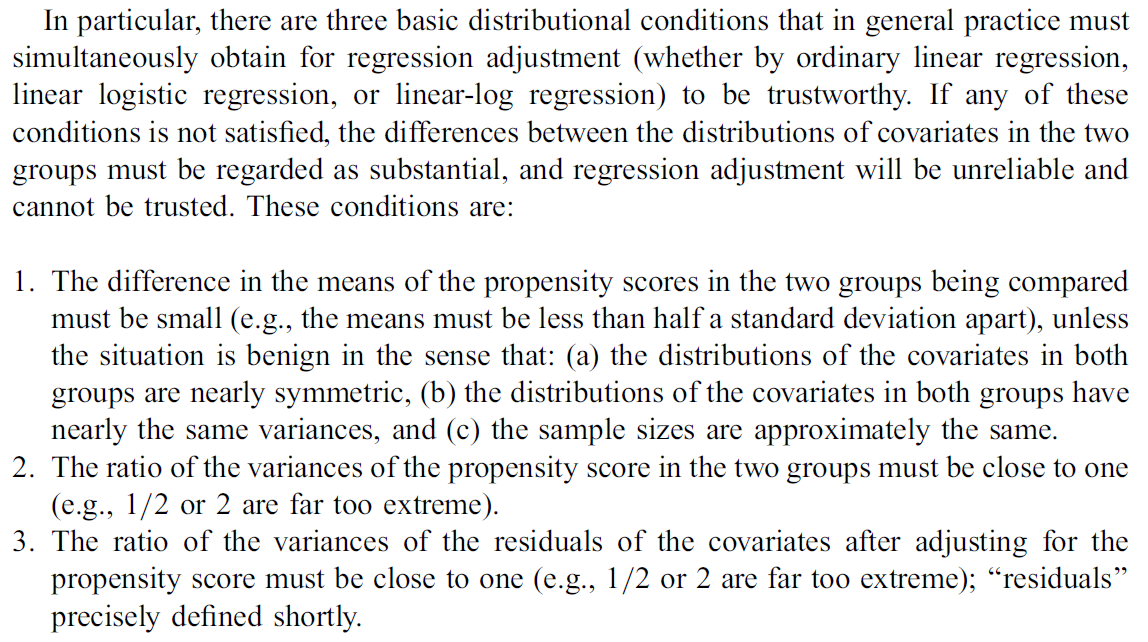 In particular, there are three basic distributional conditions that in general practice must
simultaneously obtain for regression adjustment (whether by ordinary linear regression,
linear logistic regression, or linear-log regression) to be trustworthy. If any of these
conditions is not satisfied, the differences between the distributions of covariates in the two
groups must be regarded as substantial, and regression adjustment will be unreliable and
cannot be trusted. These conditions are:
1. The difference in the means of the propensity scores in the two groups being compared
must be small (e.g., the means must be less than half a standard deviation apart), unless
the situation is benign in the sense that: (a) the distributions of the covariates in both
groups are nearly symmetric, (b) the distributions of the covariates in both groups have
nearly the same variances, and (c) the sample sizes are approximately the same.
2. The ratio of the variances of the propensity score in the two groups must be close to one
(e.g., 1/2 or 2 are far too extreme).
3. The ratio of the variances of the residuals of the covariates after adjusting for the
propensity score must be close to one (e.g., 1/2 or 2 are far too extreme); “residuals”
precisely defined shortly.